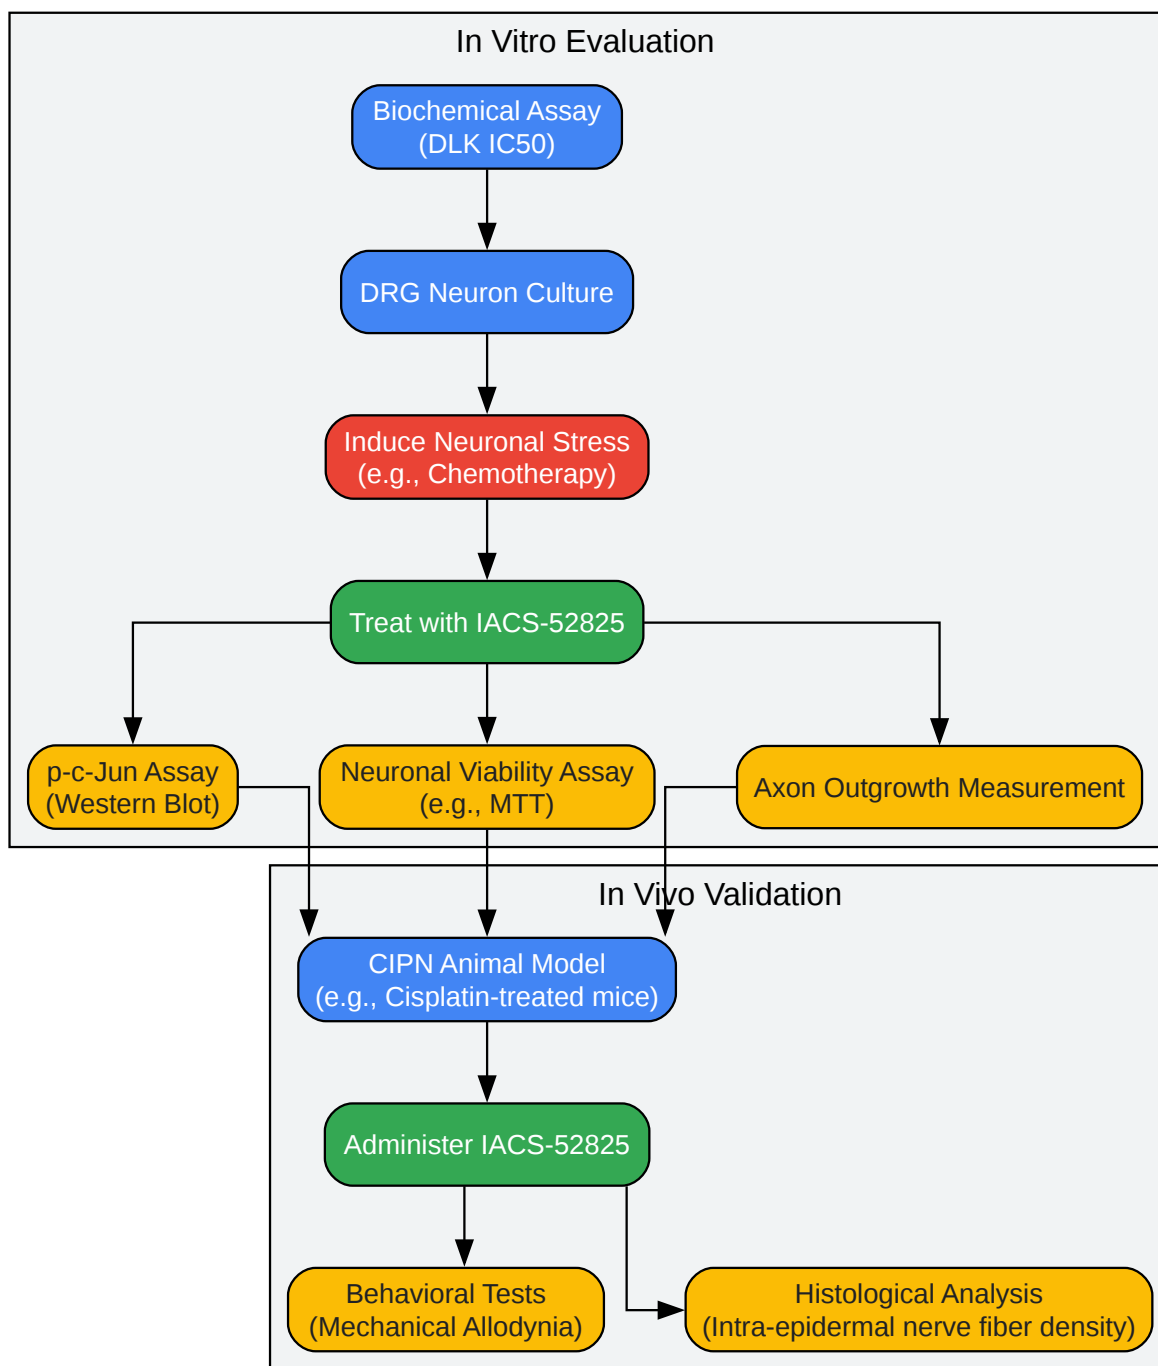 In Vitro Evaluation
Biochemical Assay
(DLK IC50)
DRG Neuron Culture
Induce Neuronal Stress
(e.g., Chemotherapy)
Treat with IACS-52825
p-c-Jun Assay
(Western Blot)
Neuronal Viability Assay
(e.g., MTT)
Axon Outgrowth Measurement
In Vivo Validation
CIPN Animal Model
(e.g., Cisplatin-treated mice)
Administer IACS-52825
Behavioral Tests
(Mechanical Allodynia)
Histological Analysis
(Intra-epidermal nerve fiber density)